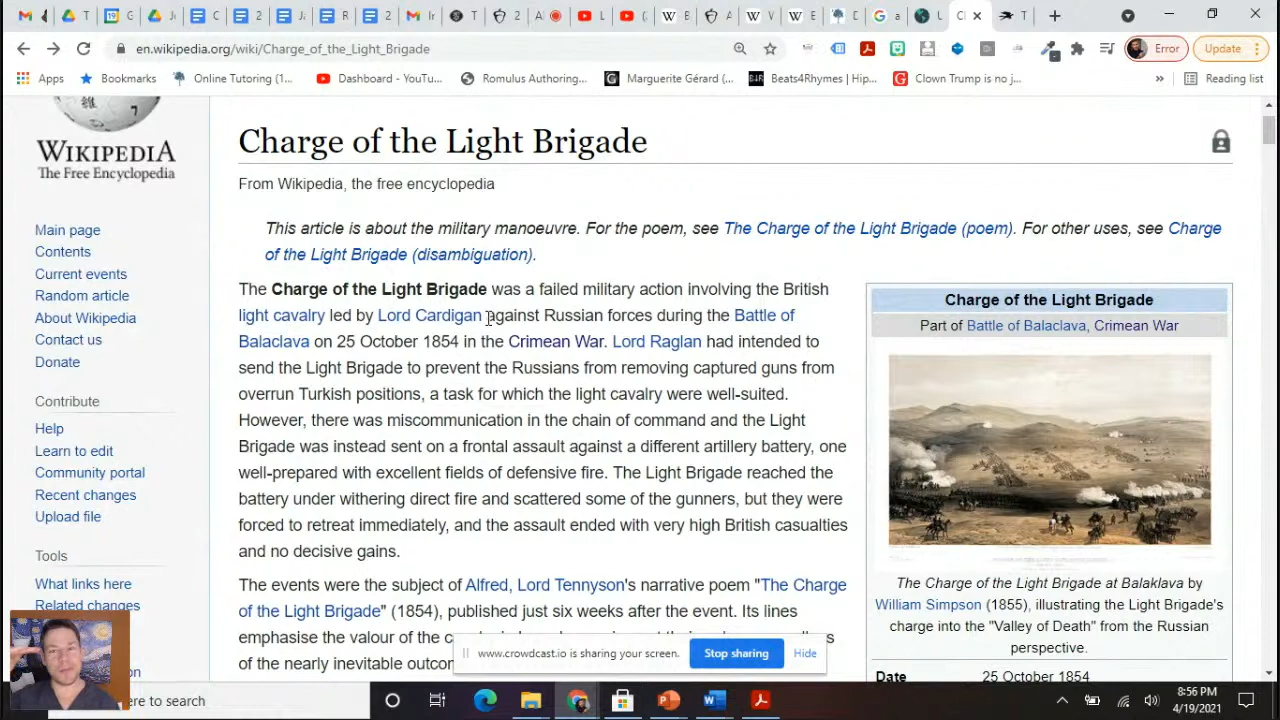 en.wikipedia.org/wiki/Charge_of_the_Light_Brigade
Error
Update
Apps
Bookmarks
Online Tutoring (1...
Dashboard - YouTu...
Romulus Authoring...
Marguerite Gérard (...
Beats4Rhymes | Hip...
Clown Trump is no j...
»
Reading list
WIKIPEDIA
The Free Encyclopedia
Main page
Contents
Current events
Random article
About Wikipedia
Contact us
Donate
Contribute
Help
Learn to edit
Community portal
Recent changes
Upload file
Tools
What links here
Related changes
Charge of the Light Brigade
From Wikipedia, the free encyclopedia
This article is about the military manoeuvre. For the poem, see The Charge of the Light Brigade (poem). For other uses, see Charge
of the Light Brigade (disambiguation).
The Charge of the Light Brigade was a failed military action involving the British
light cavalry led by Lord Cardigan against Russian forces during the Battle of
Balaclava on 25 October 1854 in the Crimean War. Lord Raglan had intended to
send the Light Brigade to prevent the Russians from removing captured guns from
overrun Turkish positions, a task for which the light cavalry were well-suited.
However, there was miscommunication in the chain of command and the Light
Brigade was instead sent on a frontal assault against a different artillery battery, one
well-prepared with excellent fields of defensive fire. The Light Brigade reached the
battery under withering direct fire and scattered some of the gunners, but they were
forced to retreat immediately, and the assault ended with very high British casualties
and no decisive gains.
The events were the subject of Alfred, Lord Tennyson's narrative poem "The Charge
of the Light Brigade" (1854), published just six weeks after the event. Its lines
emphasise the valour of the
of the nearly inevitable
Charge of the Light Brigade
Part of Battle of Balaclava, Crimean War
The Charge of the Light Brigade at Balaklava by
William Simpson (1855), illustrating the Light Brigade's
charge into the "Valley of Death" from the Russian
perspective.
Date 25 October 1854
www.crowdcast.io is sharing your screen.
Stop sharing
Hide
ere to search
8:56 PM
4/19/2021